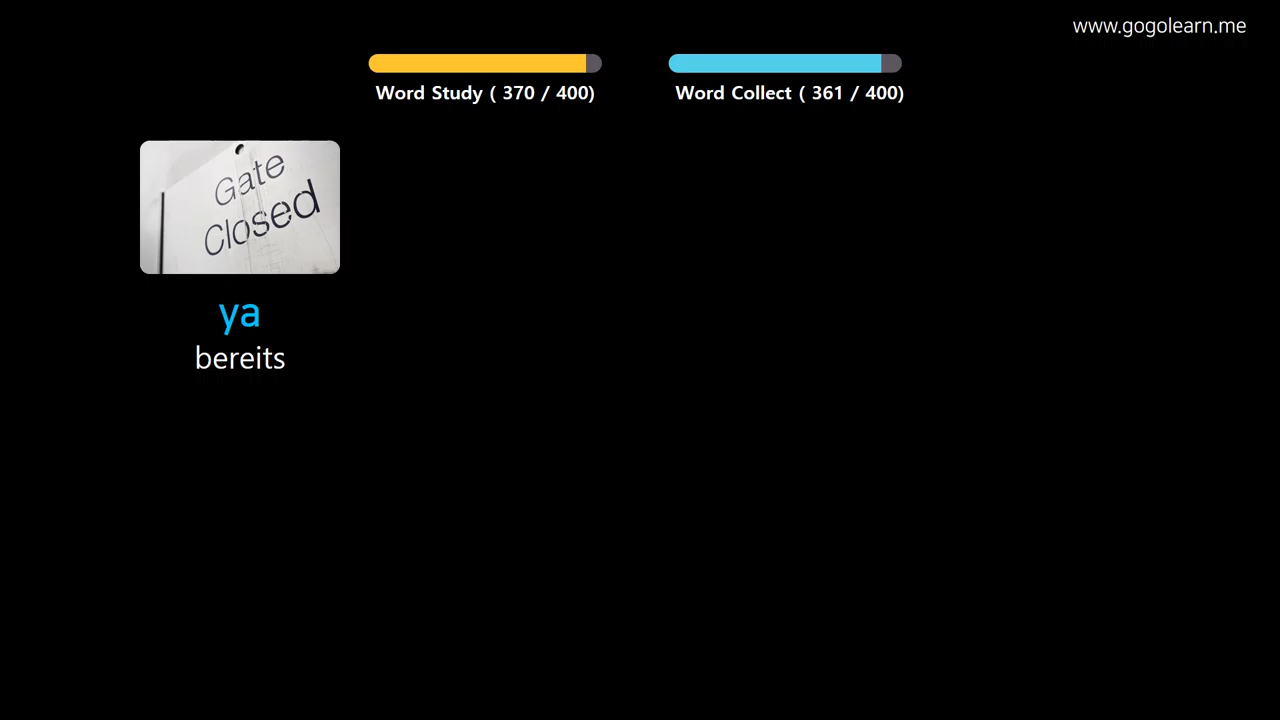 www.gogolearn.me
Word Study ( 370 / 400)
Word Collect ( 361 / 400)
Gate
Closed
ya
bereits